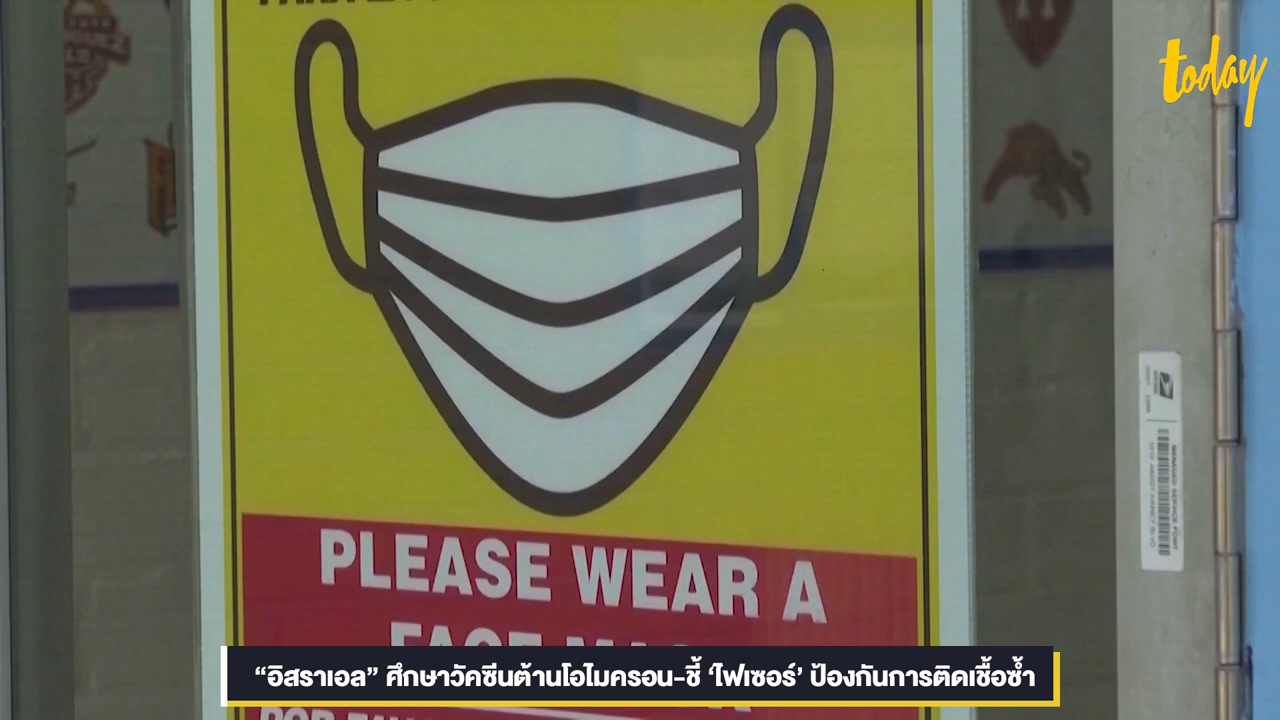 today
PLEASE WEAR A
FACE MASK
“อิสราเอล” ศึกษาวัคซีนต้านโอไมครอน-ชี้ ‘ไฟเซอร์’ ป้องกันการติดเชื้อซ้ำ